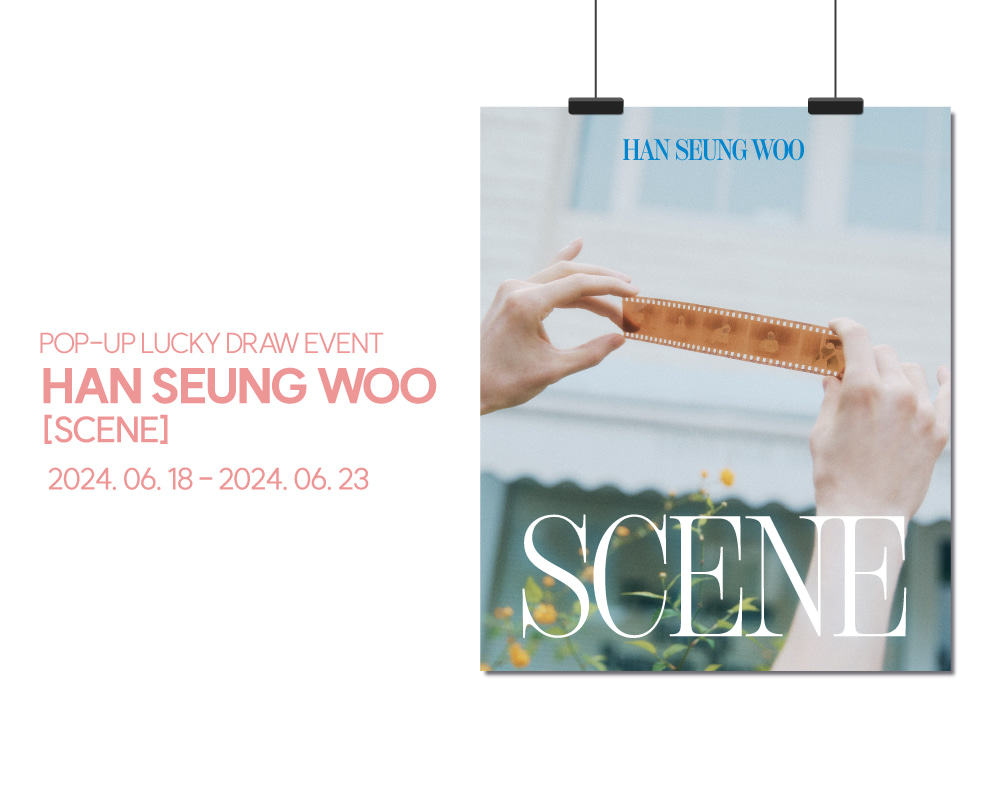 POP-UP LUCKY DRAW EVENT
HAN SEUNG WOO
[SCENE]
2024. 06. 18 - 2024. 06. 23
HAN SEUNG WOO
SCENE